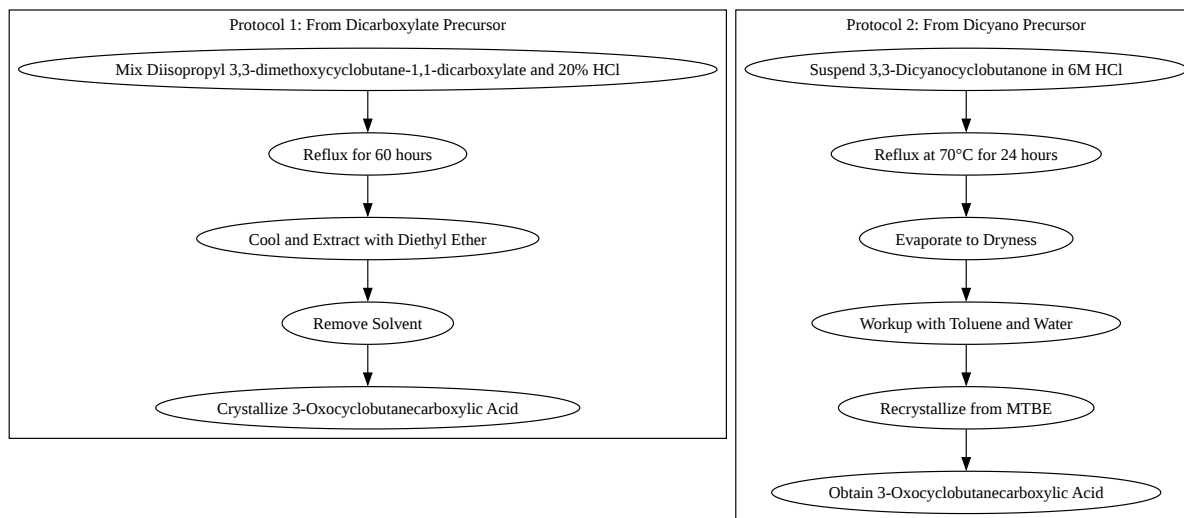 Protocol 1: From Dicarboxylate Precursor
Mix Diisopropyl 3,3-dimethoxycyclobutane-1,1-dicarboxylate and 20% HCl
Reflux for 60 hours
Cool and Extract with Diethyl Ether
Remove Solvent
Crystallize 3-Oxocyclobutanecarboxylic Acid
Protocol 2: From Dicyano Precursor
Suspend 3,3-Dicyanocyclobutanone in 6M HCl
Reflux at 70°C for 24 hours
Evaporate to Dryness
Workup with Toluene and Water
Recrystallize from MTBE
Obtain 3-Oxocyclobutanecarboxylic Acid